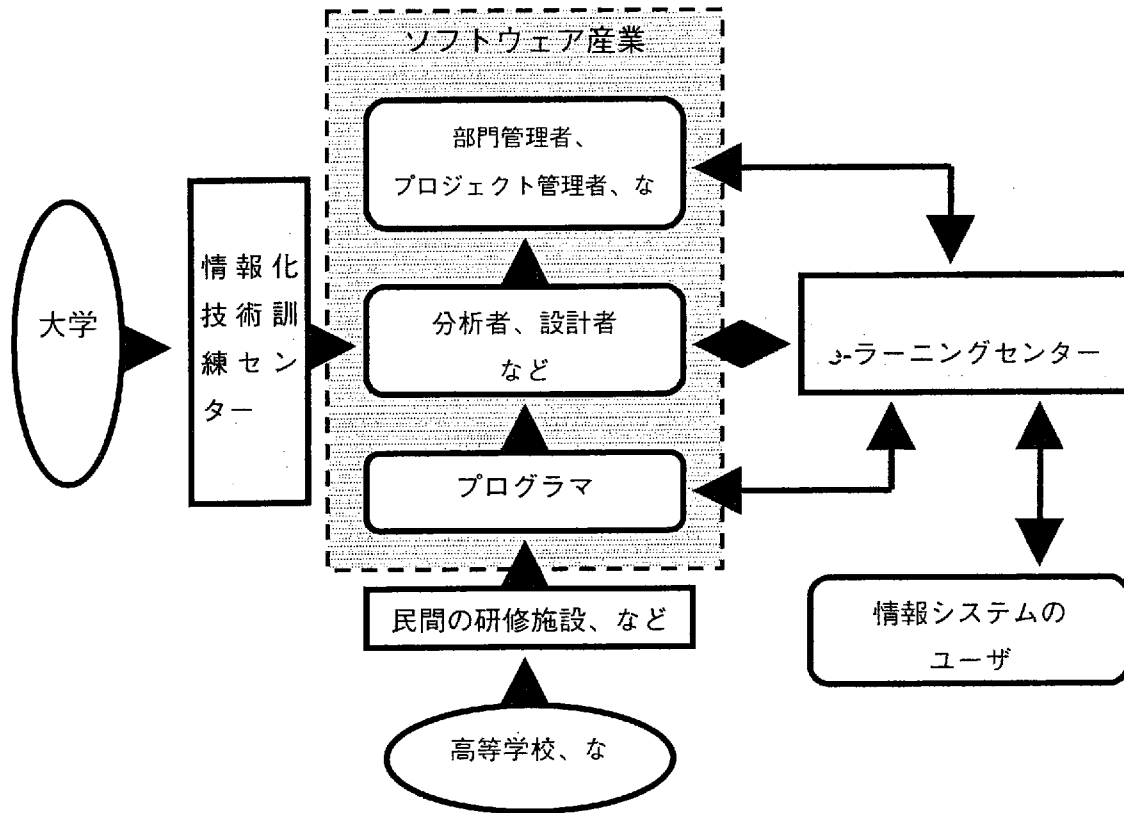 ソフトウェア産業
部門管理者、
プロジェクト管理者、な
情報化
技術訓
練セン
ター
大学
分析者、設計者
など
e-ラーニングセンター
プログラマ
民間の研修施設、など
情報システムの
ユーザ
高等学校、な